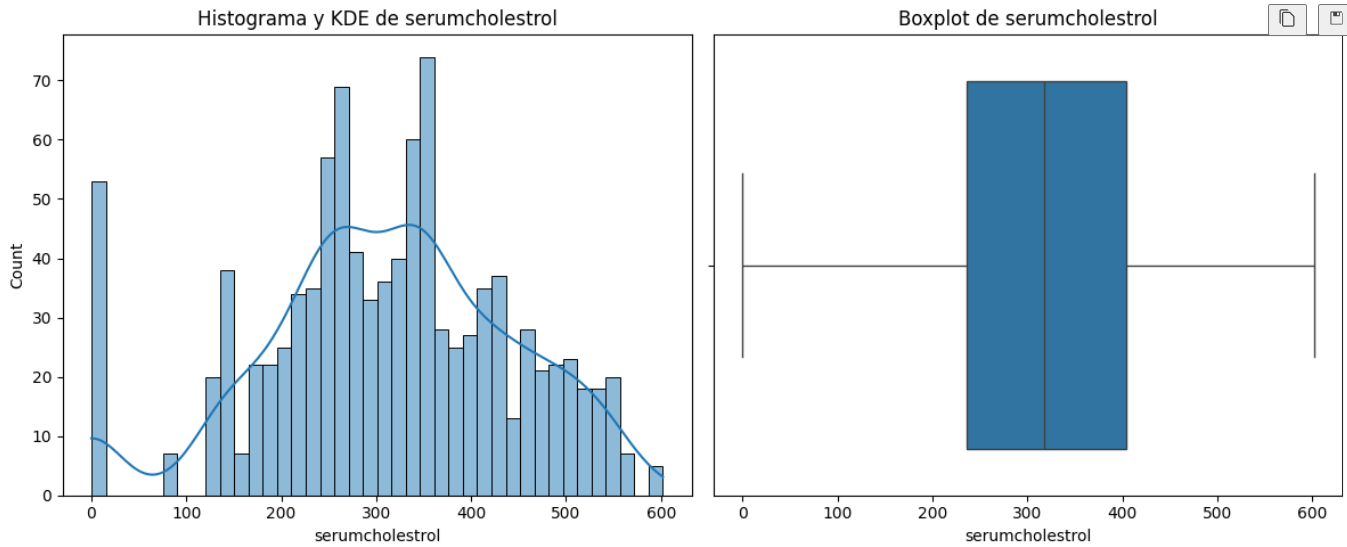 Histograma y KDE de serumcholestrol
70
60
50
40
30
20
10
0
Count
0 100 200 300 400 500 600
serumcholestrol
Boxplot de serumcholestrol
0 100 200 300 400 500 600
serumcholestrol